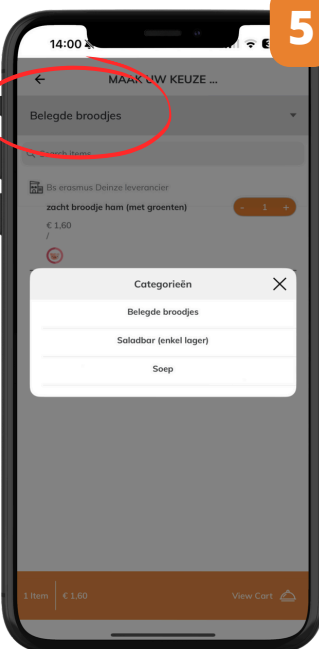 5
14:00
MAAK UW KEUZE ...
Belegde broodjes
Search items
Bs erasmus Deinze leverancier
zacht broodje ham (met groenten)
- 1 +
€ 1,60
/
Categorieën
Belegde broodjes
Saladbar (enkel lager)
Soep
1 Item
€ 1,60
View Cart